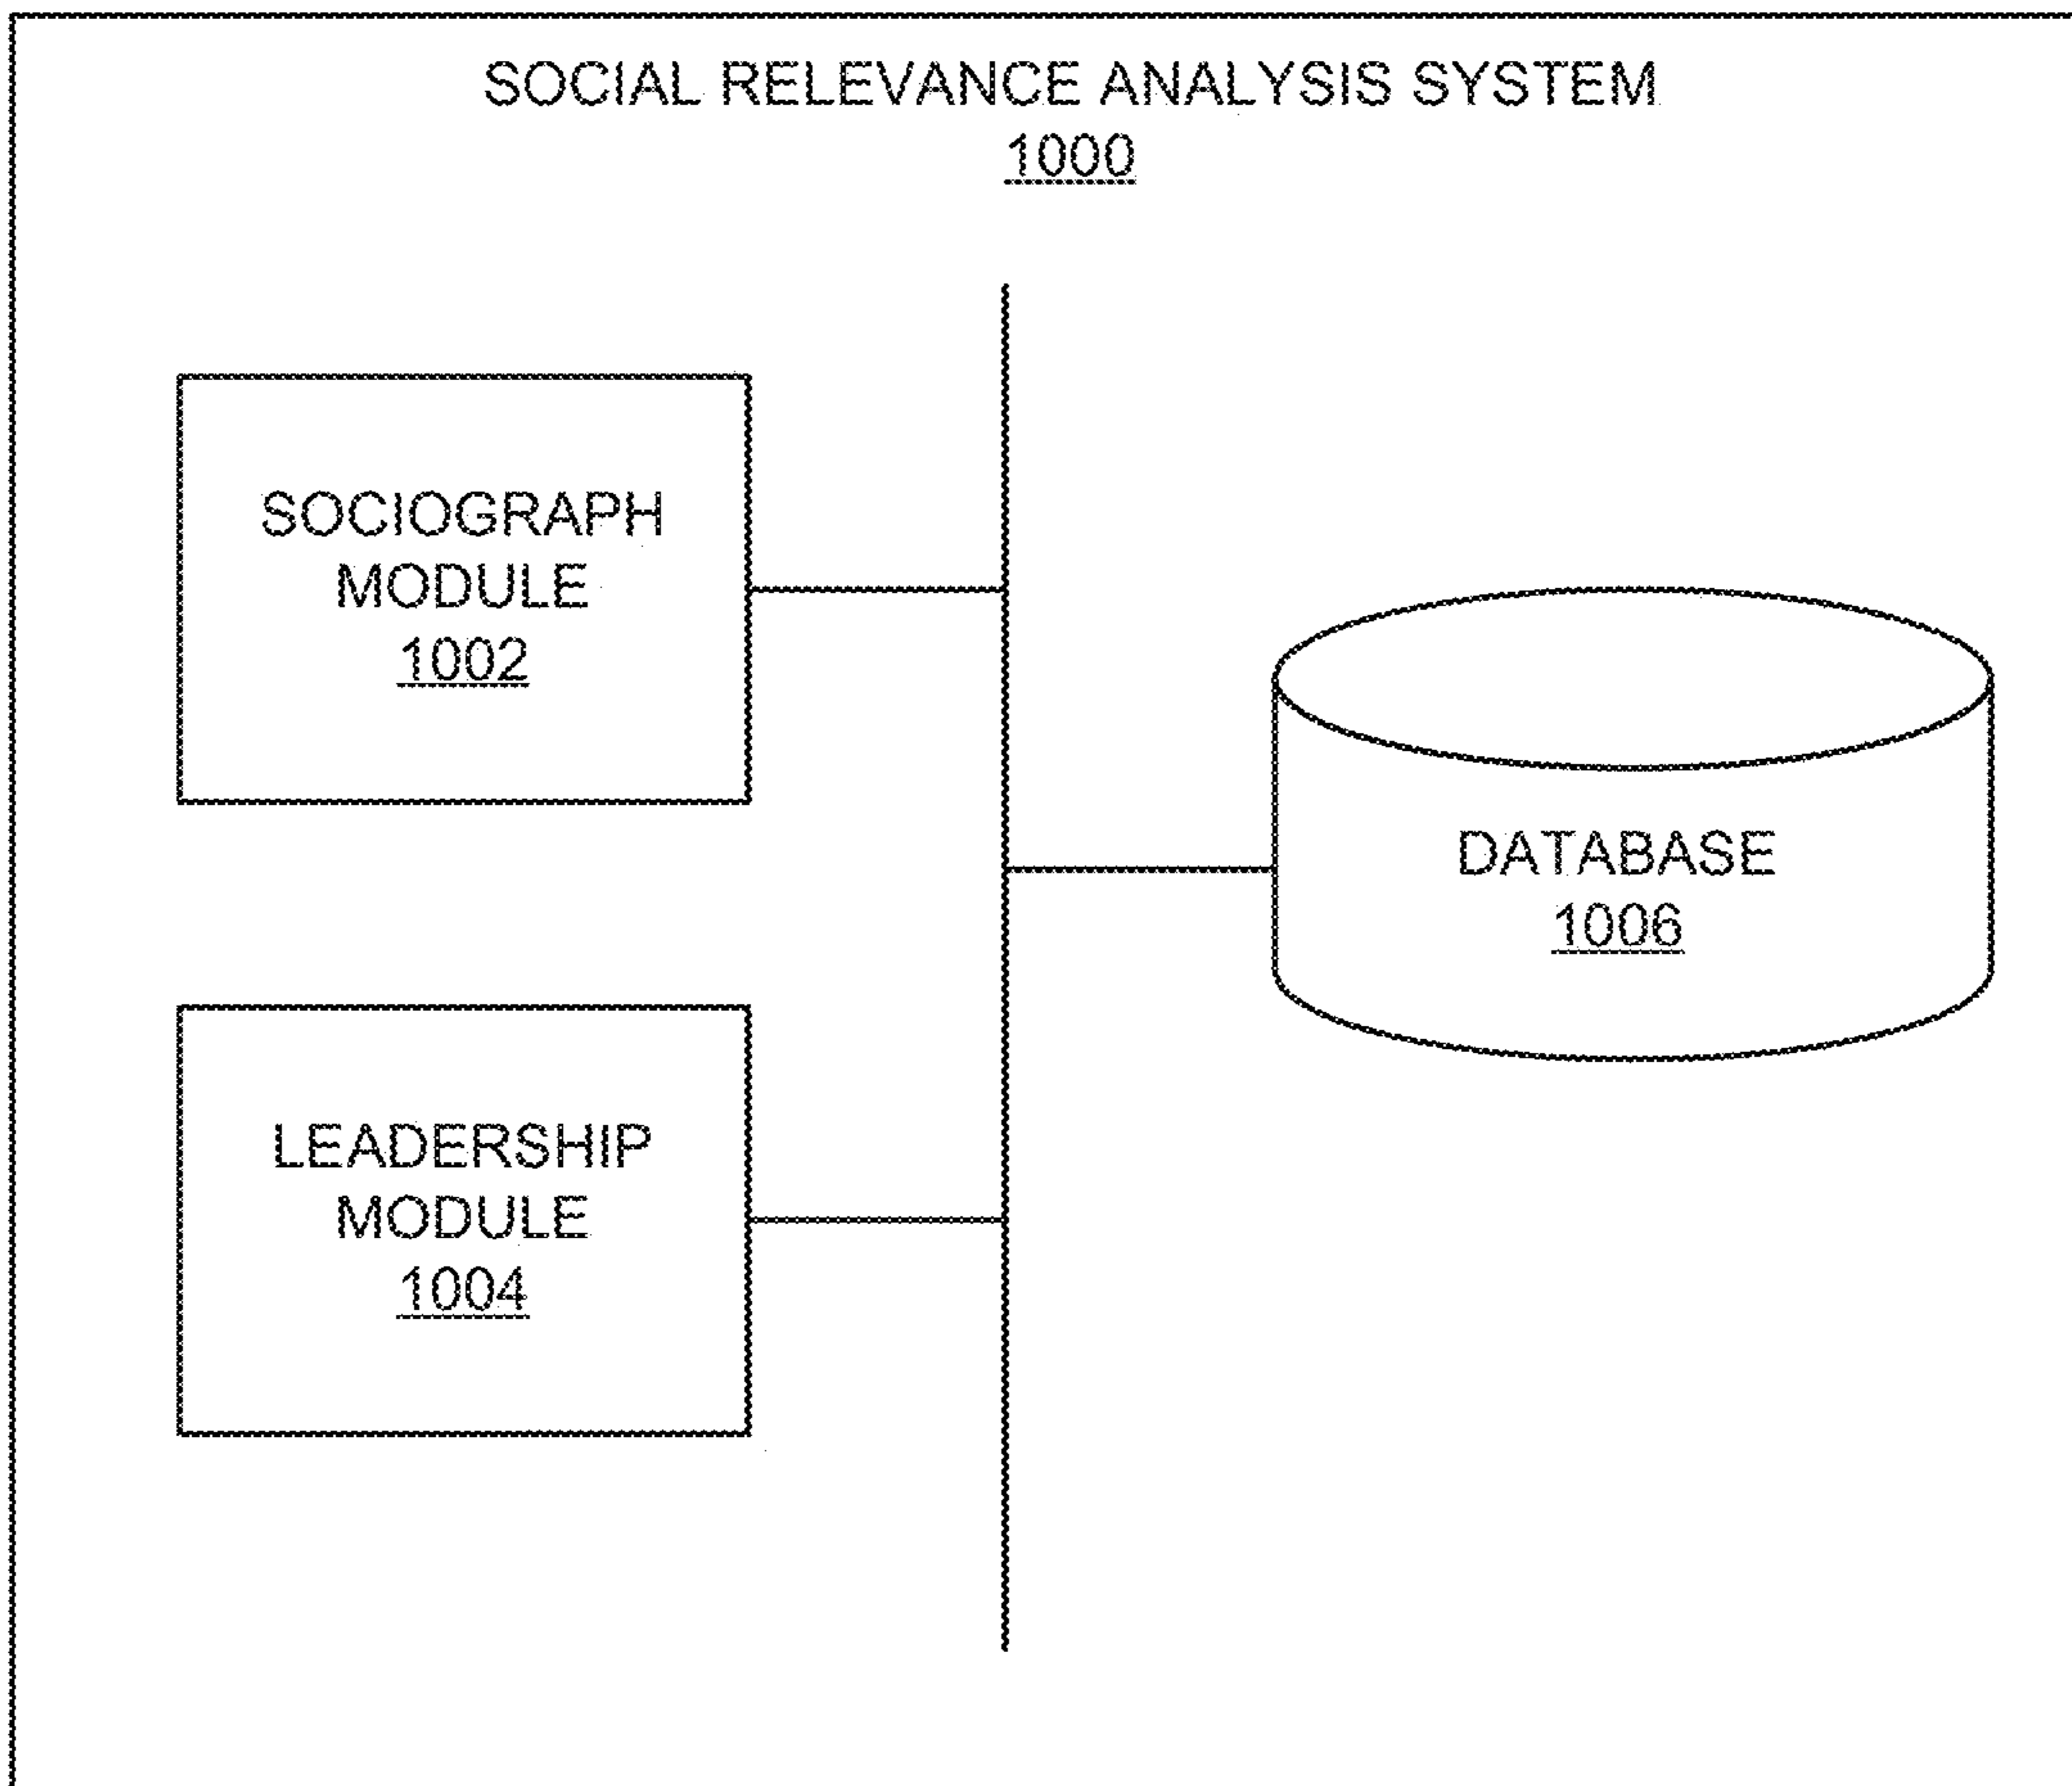 SOCIAL RELEVANCE ANALYSIS SYSTEM
1000
SOCIOGRAPH
MODULE
1002
DATABASE
1006
LEADERSHIP
MODULE
1004